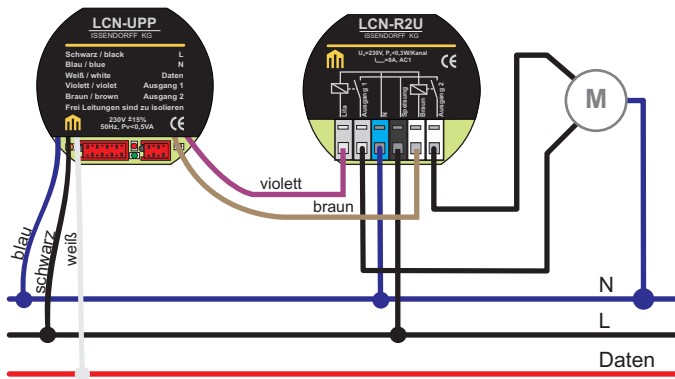 LCN-UPP
ISSENDORFF KG
Schwarz / black L
Blau / blue N
Weiß / white Daten
Violett / violet Ausgang 1
Braun / brown Ausgang 2
Frei Leitungen sind zu isolieren
230V ±15%
50Hz, Pv<0,5VA
CE
LCN-R2U
ISSENDORFF KG
CE
Lila
Ausgang 1
N
Speisung
Braun
Ausgang 2
M
violett
braun
blau
schwarz
weiß
N
L
Daten